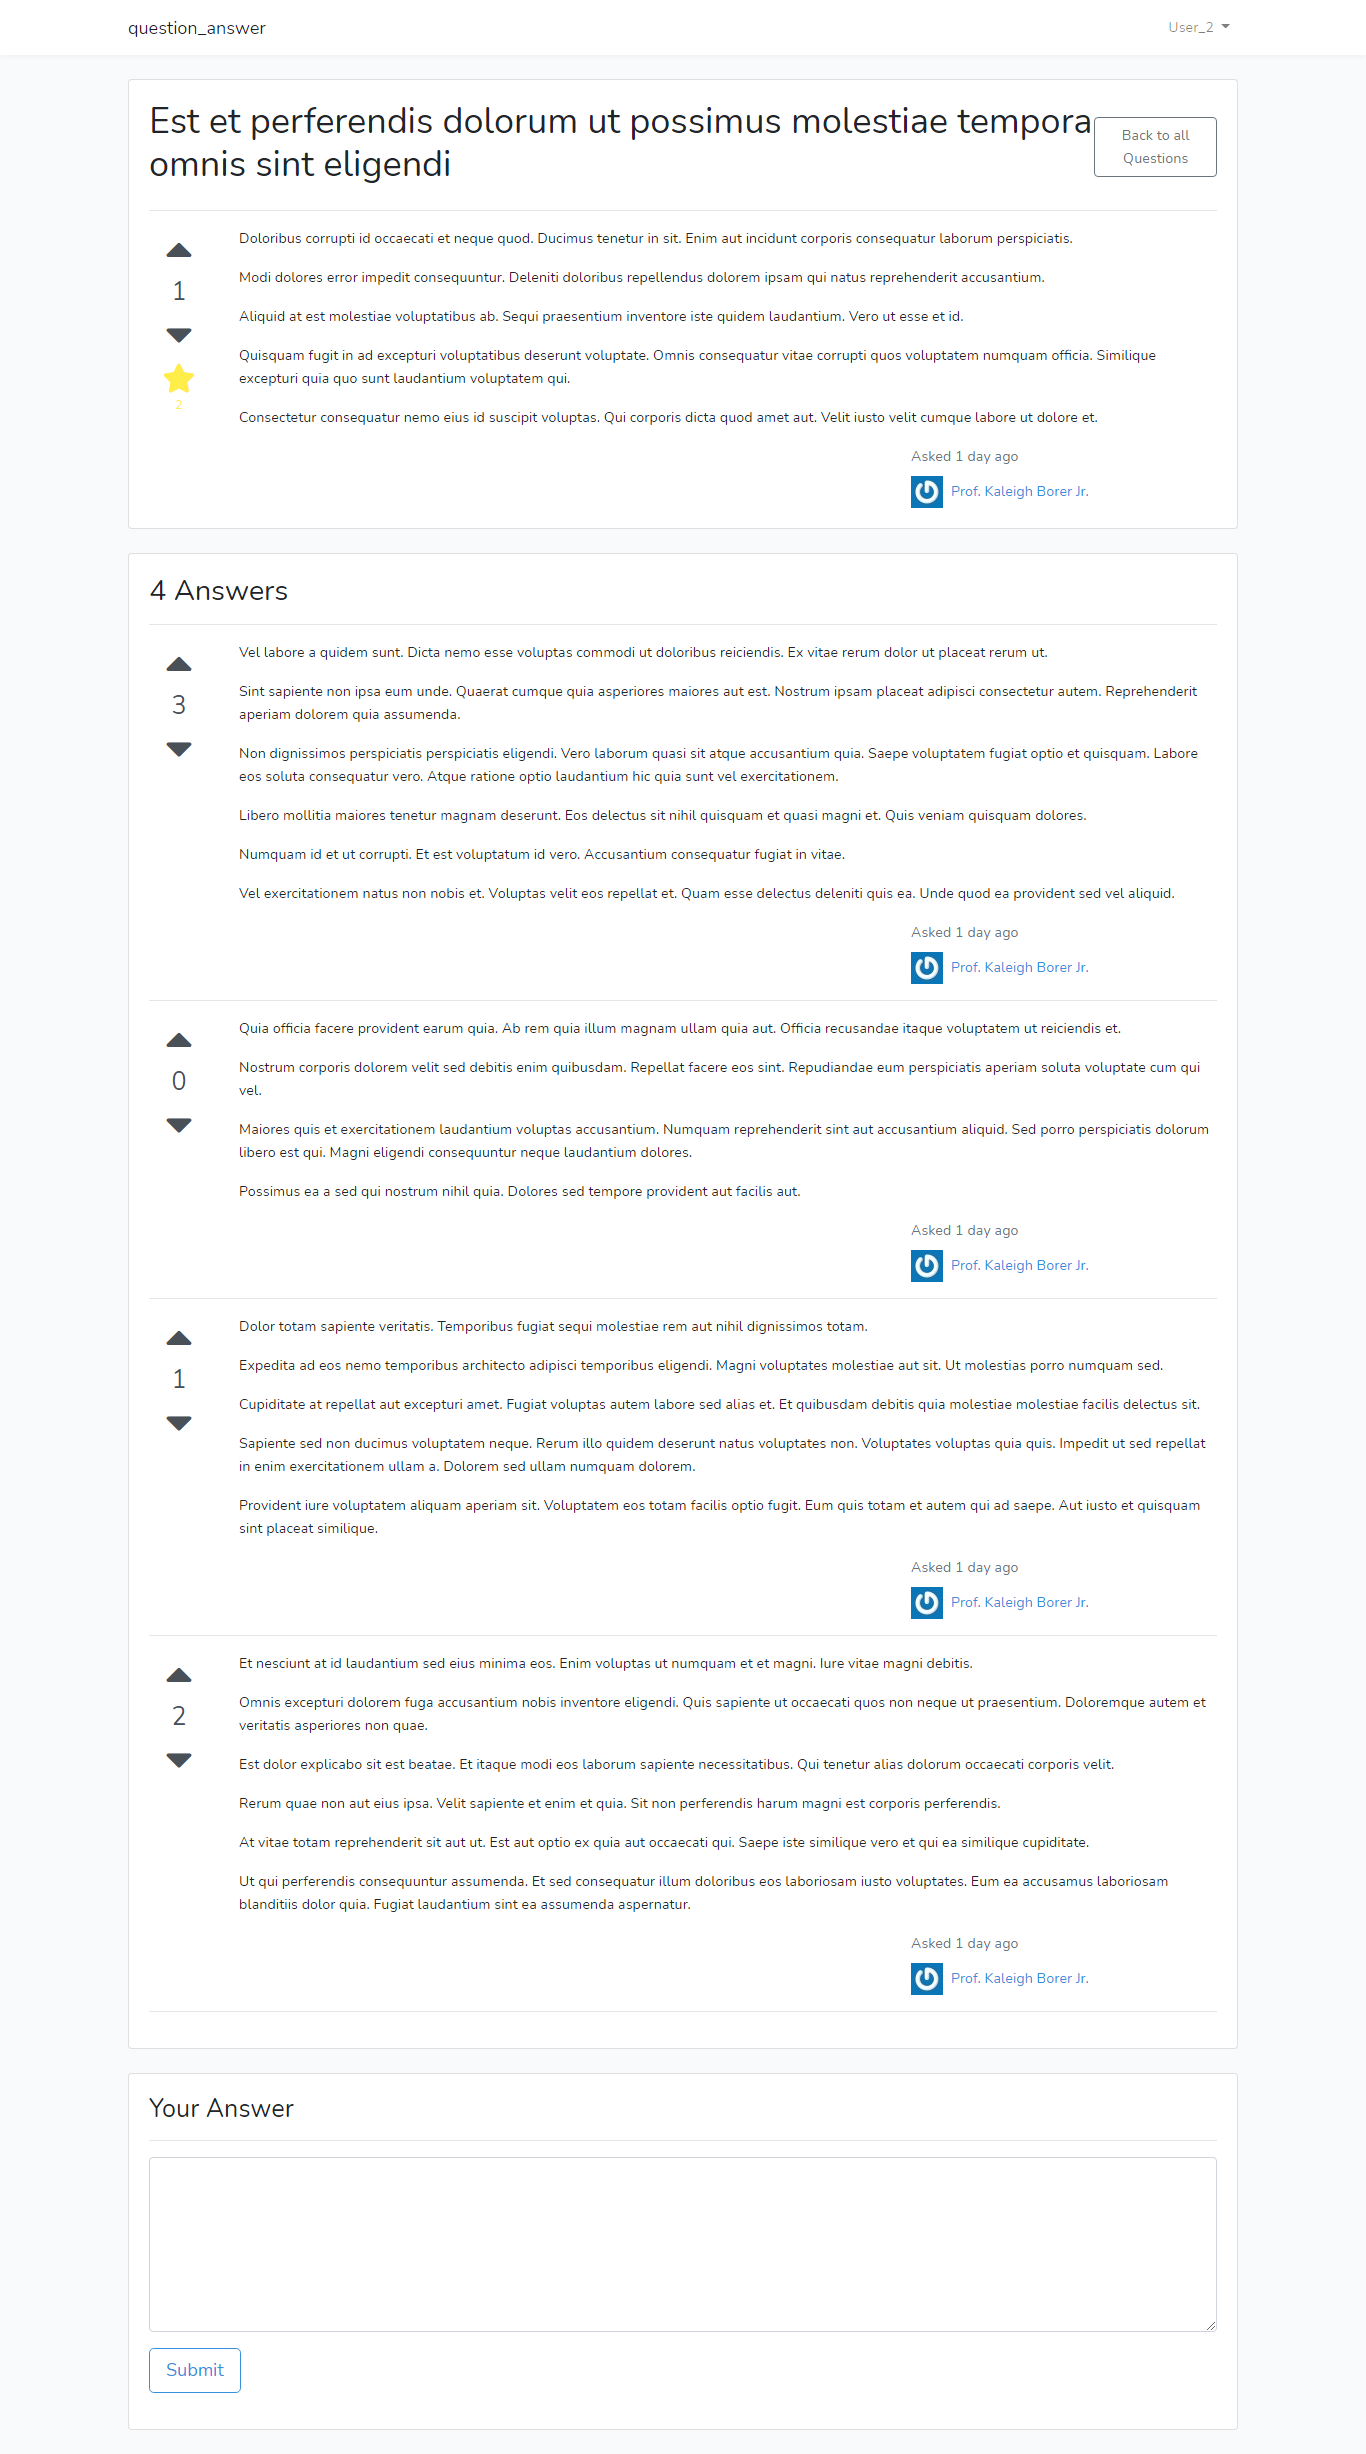 question_answer
User_2
Est et perferendis dolorum ut possimus molestiae tempora
omnis sint eligendi
Back to all
Questions
Doloribus corrupti id occaecati et neque quod. Ducimus tenetur in sit. Enim aut incidunt corporis consequatur laborum perspiciatis.
1
Modi dolores error impedit consequuntur. Deleniti doloribus repellendus dolorem ipsam qui natus reprehenderit accusantium.
Aliquid at est molestiae voluptatibus ab. Sequi praesentium inventore iste quidem laudantium. Vero ut esse et id.
Quisquam fugit in ad excepturi voluptatibus deserunt voluptate. Omnis consequatur vitae corrupti quos voluptatem numquam officia. Similique
excepturi quia quo sunt laudantium voluptatem qui.
2
Consectetur consequatur nemo eius id suscipit voluptas. Qui corporis dicta quod amet aut. Velit iusto velit cumque labore ut dolore et.
Asked 1 day ago
Prof. Kaleigh Borer Jr.
4 Answers
Vel labore a quidem sunt. Dicta nemo esse voluptas commodi ut doloribus reiciendis. Ex vitae rerum dolor ut placeat rerum ut.
3
Sint sapiente non ipsa eum unde. Quaerat cumque quia asperiores maiores aut est. Nostrum ipsam placeat adipisci consectetur autem. Reprehenderit
aperiam dolorem quia assumenda.
Non dignissimos perspiciatis perspiciatis eligendi. Vero laborum quasi sit atque accusantium quia. Saepe voluptatem fugiat optio et quisquam. Labore
eos soluta consequatur vero. Atque ratione optio laudantium hic quia sunt vel exercitationem.
Libero mollitia maiores tenetur magnam deserunt. Eos delectus sit nihil quisquam et quasi magni et. Quis veniam quisquam dolores.
Numquam id et ut corrupti. Et est voluptatum id vero. Accusantium consequatur fugiat in vitae.
Vel exercitationem natus non nobis et. Voluptas velit eos repellat et. Quam esse delectus deleniti quis ea. Unde quod ea provident sed vel aliquid.
Asked 1 day ago
Prof. Kaleigh Borer Jr.
Quia officia facere provident earum quia. Ab rem quia illum magnam ullam quia aut. Officia recusandae itaque voluptatem ut reiciendis et.
0
Nostrum corporis dolorem velit sed debitis enim quibusdam. Repellat facere eos sint. Repudiandae eum perspiciatis aperiam soluta voluptate cum qui
vel.
Maiores quis et exercitationem laudantium voluptas accusantium. Numquam reprehenderit sint aut accusantium aliquid. Sed porro perspiciatis dolorum
libero est qui. Magni eligendi consequuntur neque laudantium dolores.
Possimus ea a sed qui nostrum nihil quia. Dolores sed tempore provident aut facilis aut.
Asked 1 day ago
Prof. Kaleigh Borer Jr.
Dolor totam sapiente veritatis. Temporibus fugiat sequi molestiae rem aut nihil dignissimos totam.
1
Expedita ad eos nemo temporibus architecto adipisci temporibus eligendi. Magni voluptates molestiae aut sit. Ut molestias porro numquam sed.
Cupiditate at repellat aut excepturi amet. Fugiat voluptas autem labore sed alias et. Et quibusdam debitis quia molestiae molestiae facilis delectus sit.
Sapiente sed non ducimus voluptatem neque. Rerum illo quidem deserunt natus voluptates non. Voluptates voluptas quia quis. Impedit ut sed repellat
in enim exercitationem ullam a. Dolorem sed ullam numquam dolorem.
Provident iure voluptatem aliquam aperiam sit. Voluptatem eos totam facilis optio fugit. Eum quis totam et autem qui ad saepe. Aut iusto et quisquam
sint placeat similique.
Asked 1 day ago
Prof. Kaleigh Borer Jr.
Et nesciunt at id laudantium sed eius minima eos. Enim voluptas ut numquam et et magni. Iure vitae magni debitis.
2
Omnis excepturi dolorem fuga accusantium nobis inventore eligendi. Quis sapiente ut occaecati quos non neque ut praesentium. Doloremque autem et
veritatis asperiores non quae.
Est dolor explicabo sit est beatae. Et itaque modi eos laborum sapiente necessitatibus. Qui tenetur alias dolorum occaecati corporis velit.
Rerum quae non aut eius ipsa. Velit sapiente et enim et quia. Sit non perferendis harum magni est corporis perferendis.
At vitae totam reprehenderit sit aut ut. Est aut optio ex quia aut occaecati qui. Saepe iste similique vero et qui ea similique cupiditate.
Ut qui perferendis consequuntur assumenda. Et sed consequatur illum doloribus eos laboriosam iusto voluptates. Eum ea accusamus laboriosam
blanditiis dolor quia. Fugiat laudantium sint ea assumenda aspernatur.
Asked 1 day ago
Prof. Kaleigh Borer Jr.
Your Answer
Submit